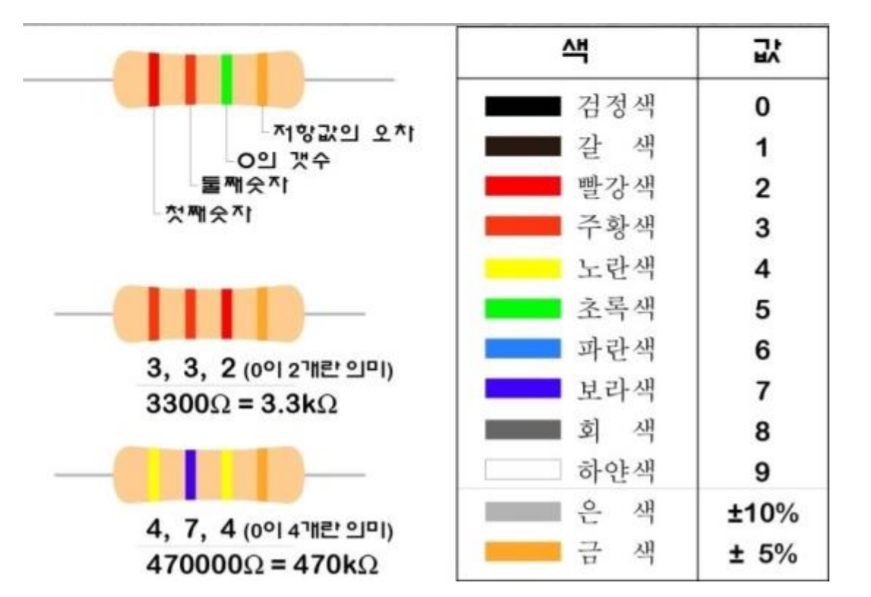 저항값의 오차
0의 갯수
둘째숫자
첫째숫자
3, 3, 2 (0이 2개란 의미)
3300Ω = 3.3kΩ
4, 7, 4 (0이 4개란 의미)
470000Ω = 470kΩ
색 값
검정색 0
갈 색 1
빨강색 2
주황색 3
노란색 4
초록색 5
파란색 6
보라색 7
회 색 8
하얀색 9
은 색 ±10%
금 색 ± 5%